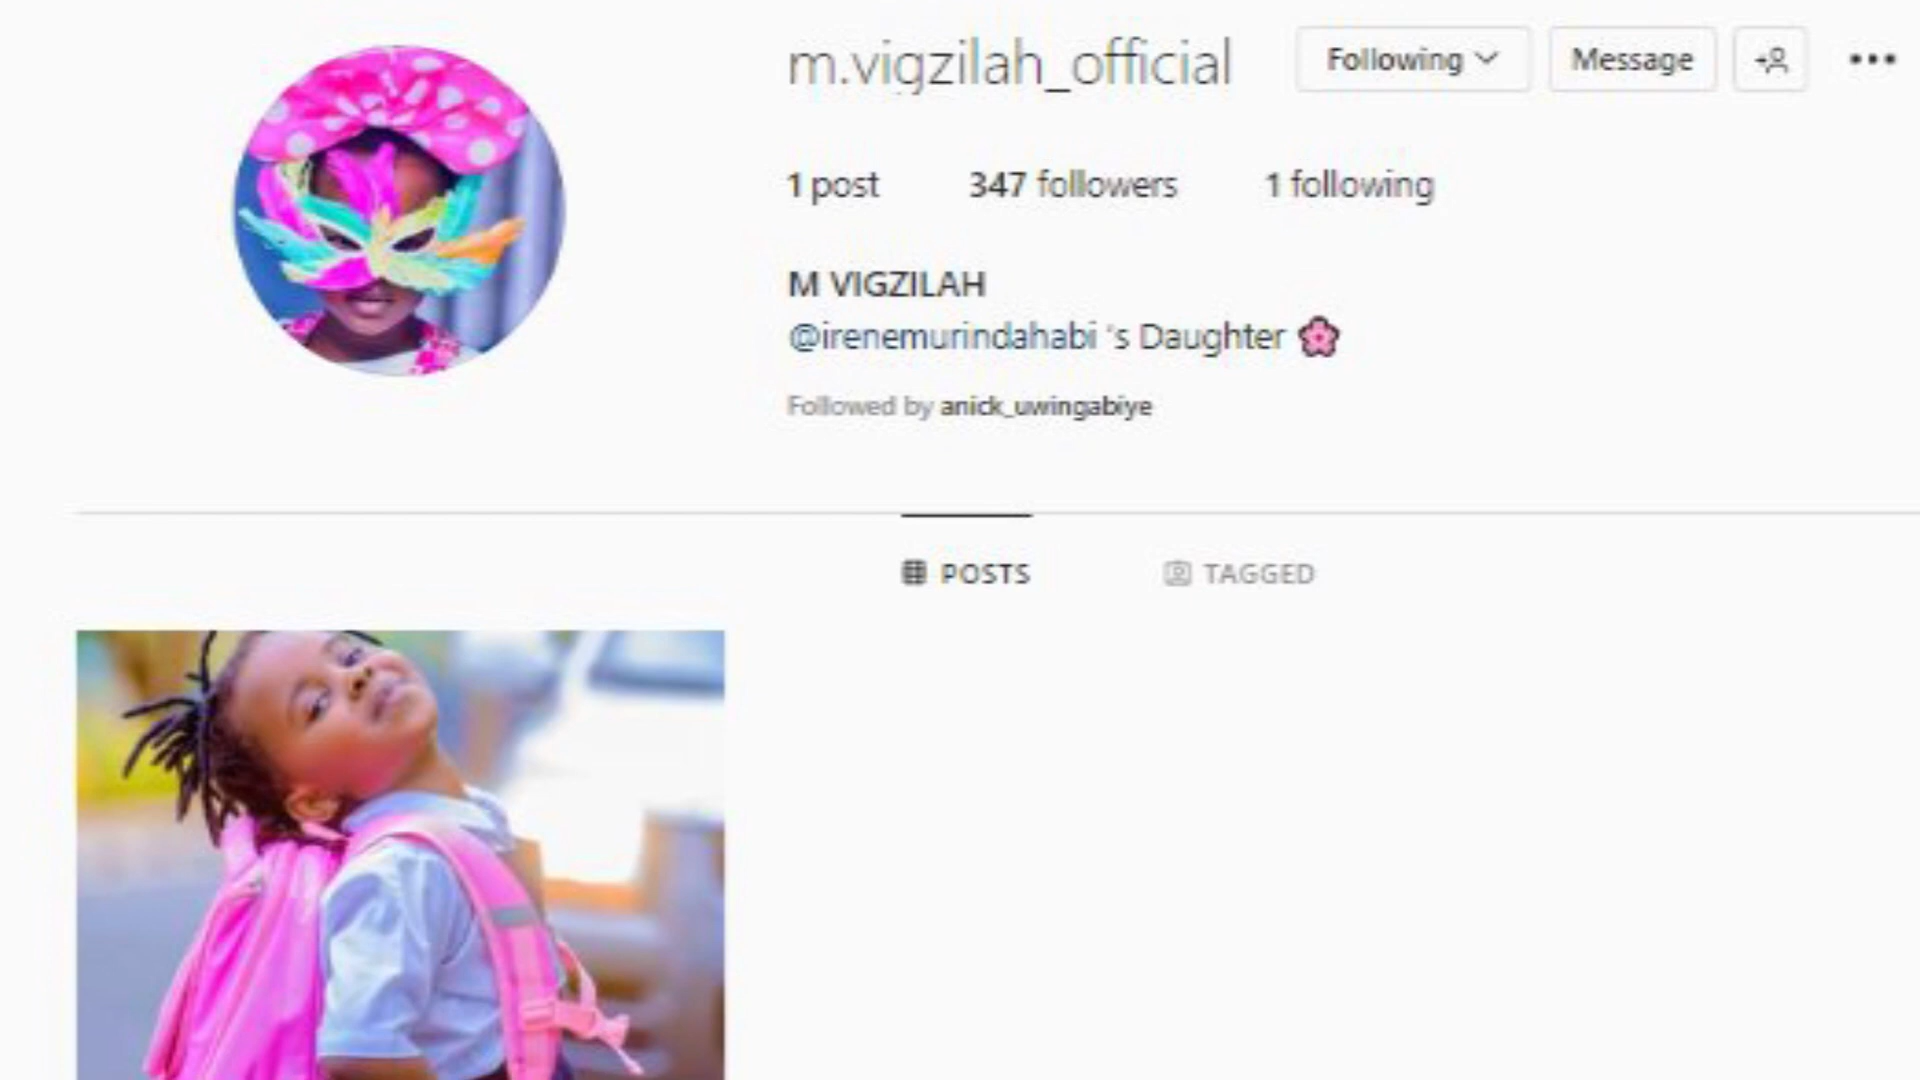 m.vigzilah_official Following Message
1 post 347 followers 1 following
M VIGZILAH
@irenemurindahabi 's Daughter 🌸
Followed by anick_uwingabiye
POSTS TAGGED